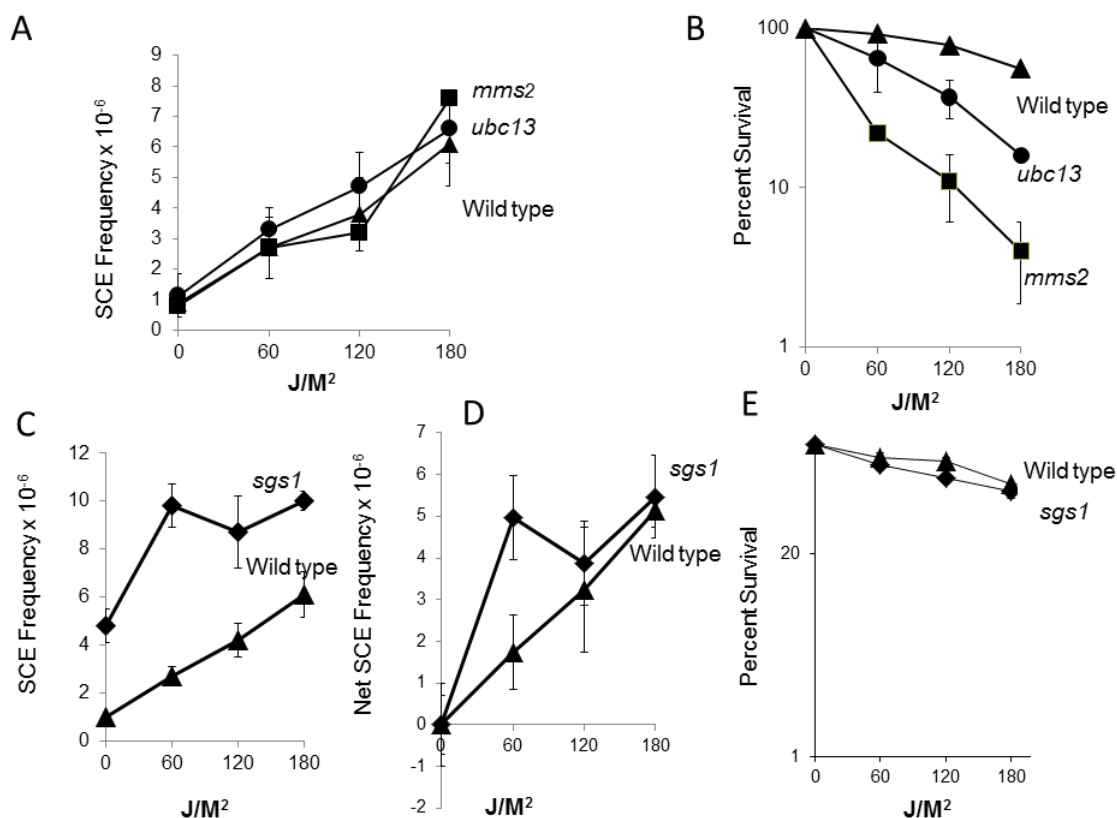 A
SCE Frequency x 10-6
9
8
7
6
5
4
3
2
1
0
mms2
ubc13
Wild type
0 60 120 180
J/M2
B
Percent Survival
100
10
1
Wild type
ubc13
mms2
0 60 120 180
J/M2
C
SCE Frequency x 10-6
12
10
8
6
4
2
0
sgs1
Wild type
0 60 120 180
J/M2
D
Net SCE Frequency x 10-6
7
6
5
4
3
2
1
0
-1
-2
sgs1
Wild type
0 60 120 180
J/M2
E
Percent Survival
20
1
Wild type
sgs1
0 60 120 180
J/M2